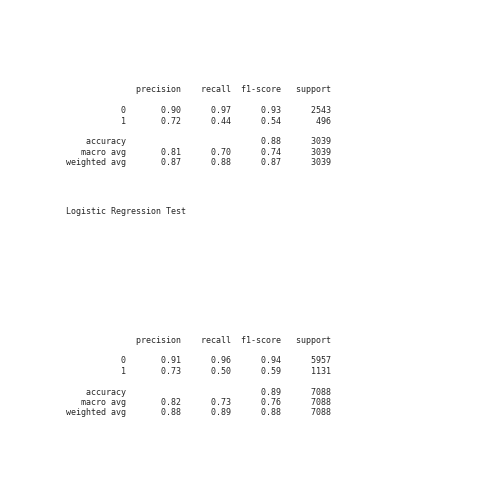 precision recall f1-score support
0 0.90 0.97 0.93 2543
1 0.72 0.44 0.54 496
accuracy 0.88 3039
macro avg 0.81 0.70 0.74 3039
weighted avg 0.87 0.88 0.87 3039
Logistic Regression Test
precision recall f1-score support
0 0.91 0.96 0.94 5957
1 0.73 0.50 0.59 1131
accuracy 0.89 7088
macro avg 0.82 0.73 0.76 7088
weighted avg 0.88 0.89 0.88 7088